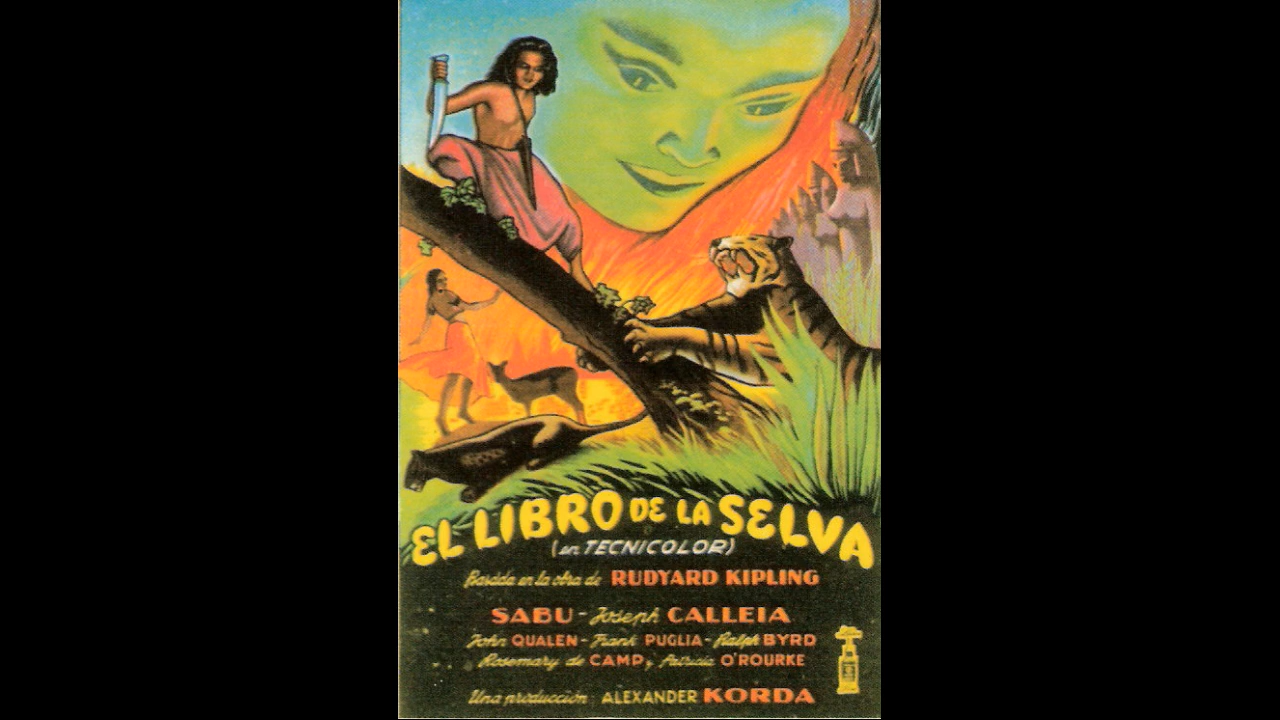 EL LIBRO DE LA SELVA
(en TECNICOLOR)
Basada en la obra de RUDYARD KIPLING
SABU - Joseph CALLEIA
John QUALEN - Frank PUGLIA - Ralph BYRD
Rosemary de CAMP y Patricia O'ROURKE
Una producción: ALEXANDER KORDA